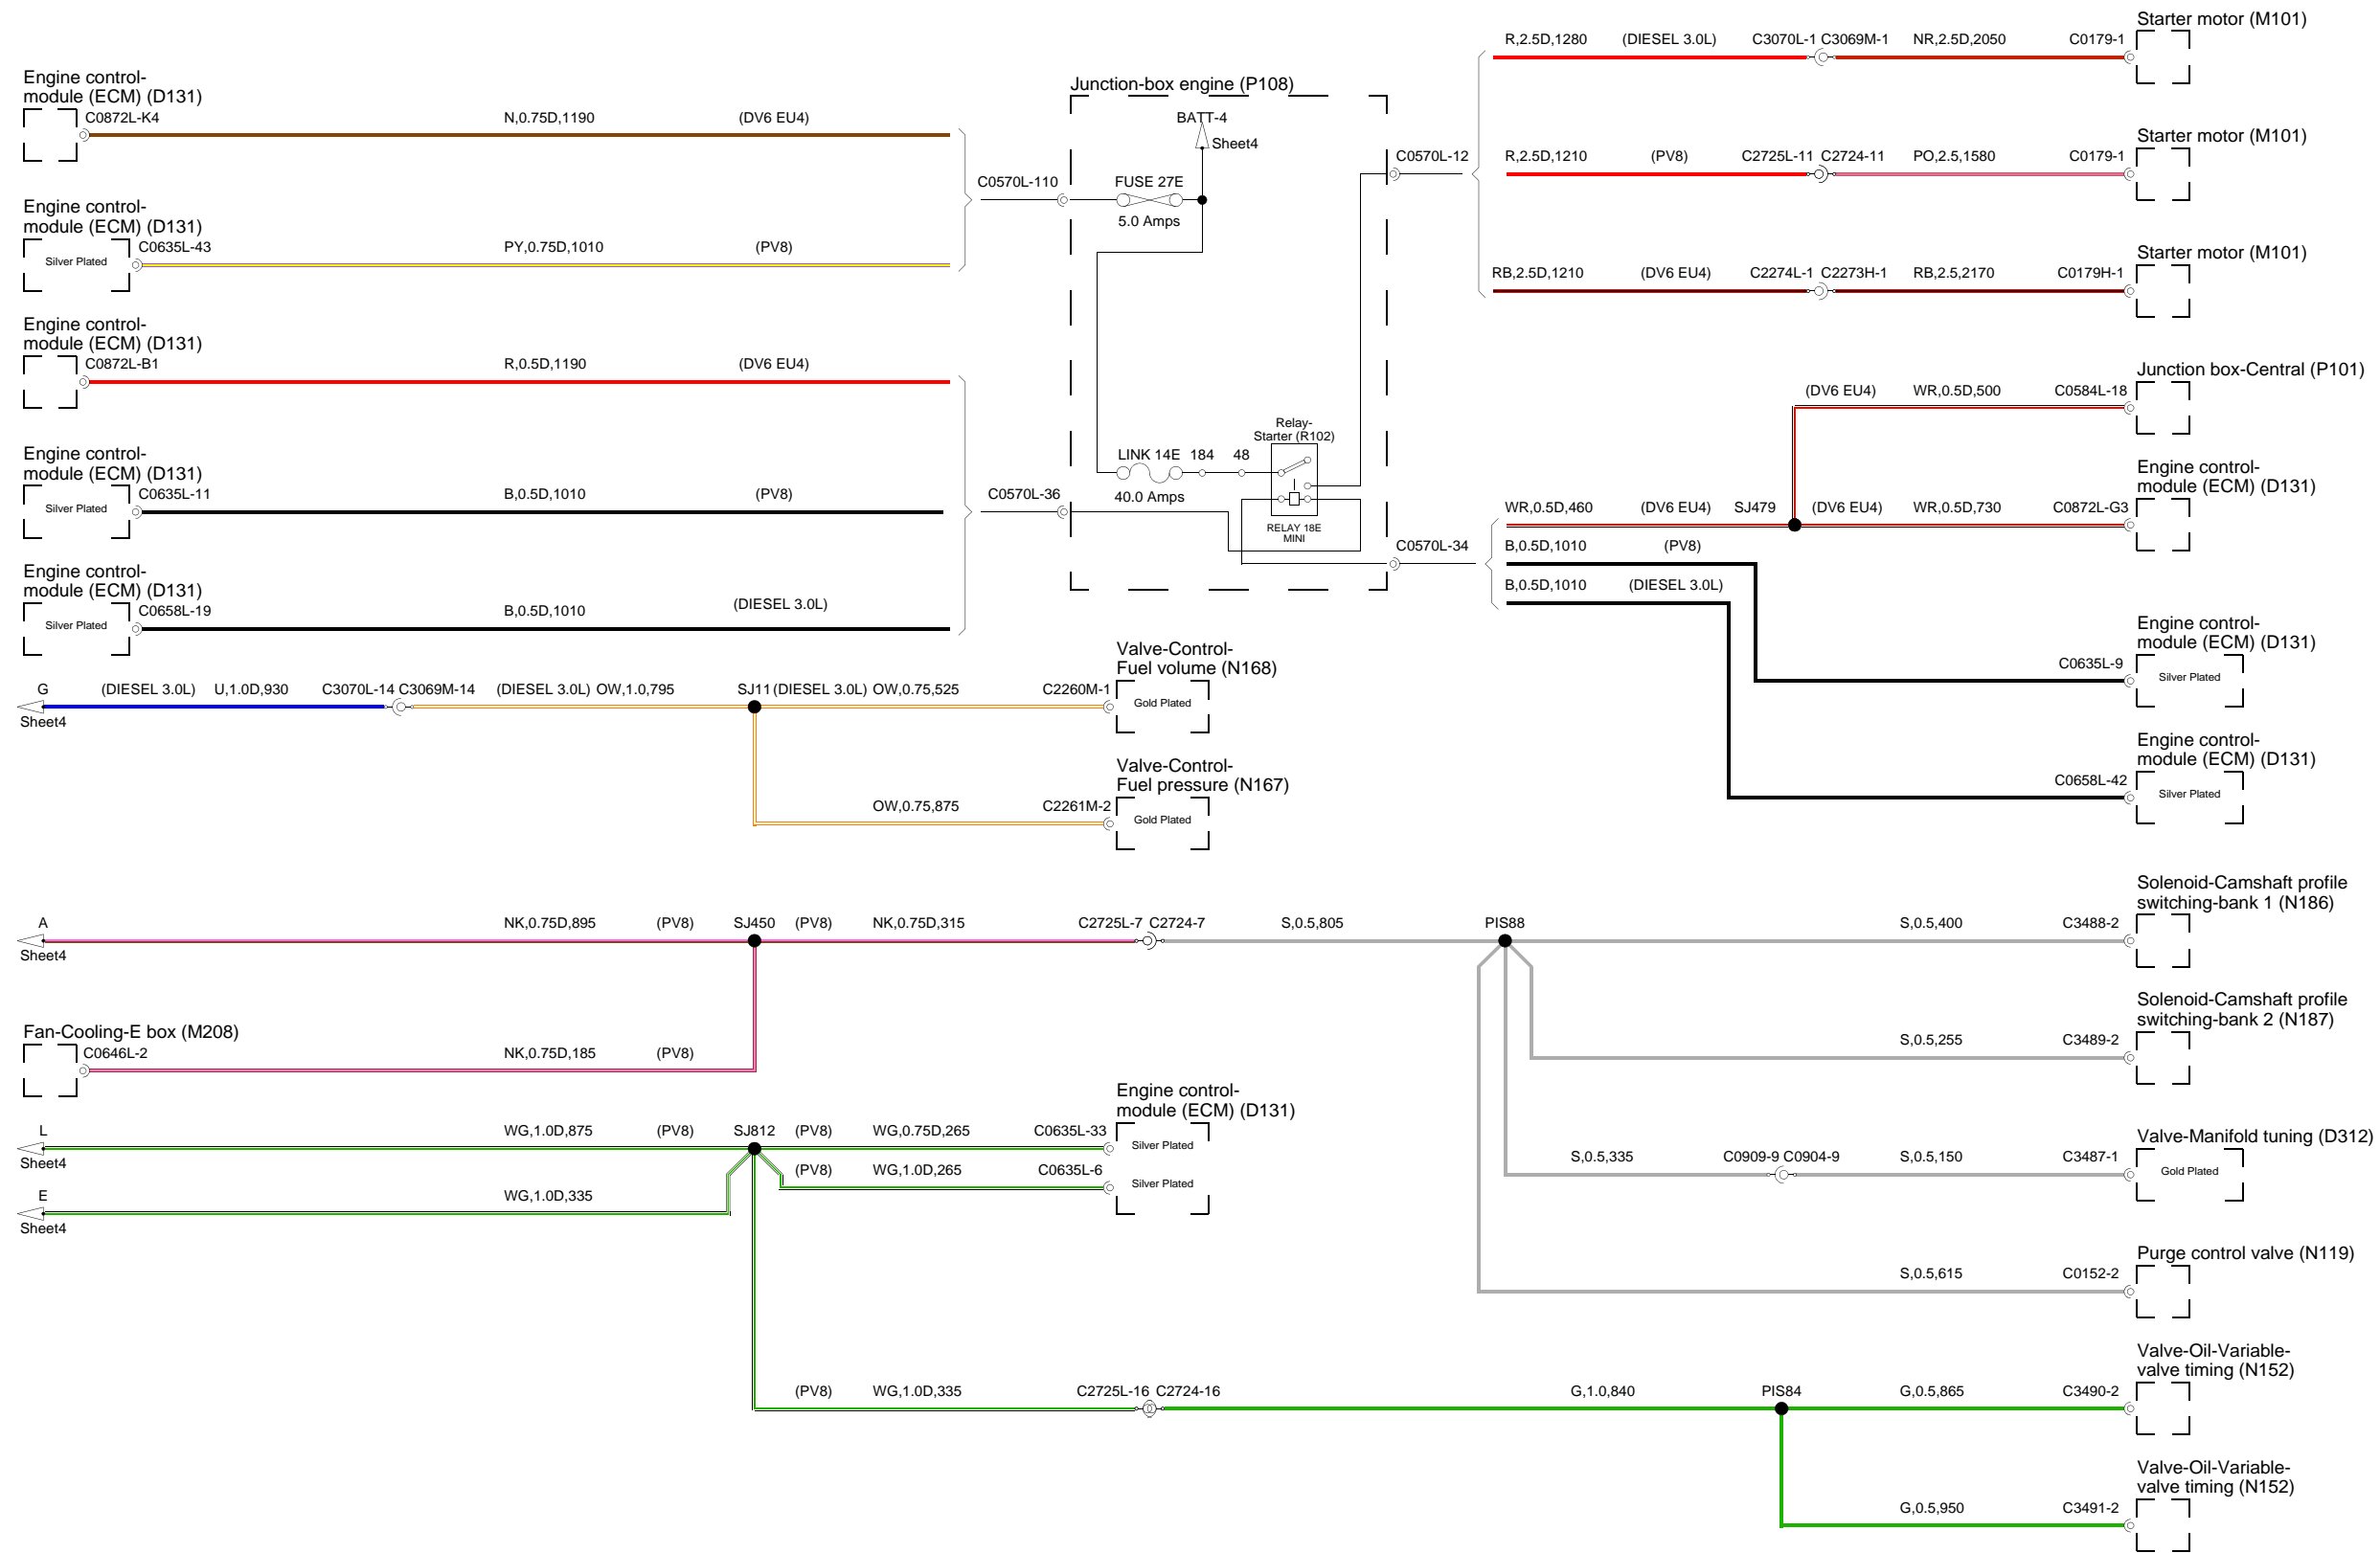 Engine control-
module (ECM) (D131)
C0872L-K4
N,0.75D,1190
(DV6 EU4)
Engine control-
module (ECM) (D131)
Silver Plated
C0635L-43
PY,0.75D,1010
(PV8)
C0570L-110
Engine control-
module (ECM) (D131)
C0872L-B1
R,0.5D,1190
(DV6 EU4)
Engine control-
module (ECM) (D131)
Silver Plated
C0635L-11
B,0.5D,1010
(PV8)
C0570L-36
Engine control-
module (ECM) (D131)
Silver Plated
C0658L-19
B,0.5D,1010
(DIESEL 3.0L)
Junction-box engine (P108)
BATT-4
Sheet4
FUSE 27E
5.0 Amps
LINK 14E 184 48
40.0 Amps
Relay-
Starter (R102)
RELAY 18E
MINI
C0570L-12
C0570L-34
R,2.5D,1280 (DIESEL 3.0L) C3070L-1 C3069M-1 NR,2.5D,2050 C0179-1
Starter motor (M101)
R,2.5D,1210 (PV8) C2725L-11 C2724-11 PO,2.5,1580 C0179-1
Starter motor (M101)
RB,2.5D,1210 (DV6 EU4) C2274L-1 C2273H-1 RB,2.5,2170 C0179H-1
Starter motor (M101)
Junction box-Central (P101)
(DV6 EU4) WR,0.5D,500 C0584L-18
Engine control-
module (ECM) (D131)
WR,0.5D,460 (DV6 EU4) SJ479 (DV6 EU4) WR,0.5D,730 C0872L-G3
B,0.5D,1010 (PV8)
B,0.5D,1010 (DIESEL 3.0L)
Engine control-
module (ECM) (D131)
C0635L-9
Silver Plated
Engine control-
module (ECM) (D131)
C0658L-42
Silver Plated
Valve-Control-
Fuel volume (N168)
G (DIESEL 3.0L) U,1.0D,930 C3070L-14 C3069M-14 (DIESEL 3.0L) OW,1.0,795 SJ11 (DIESEL 3.0L) OW,0.75,525 C2260M-1
Gold Plated
Sheet4
Valve-Control-
Fuel pressure (N167)
OW,0.75,875 C2261M-2
Gold Plated
Solenoid-Camshaft profile
switching-bank 1 (N186)
A NK,0.75D,895 (PV8) SJ450 (PV8) NK,0.75D,315 C2725L-7 C2724-7 S,0.5,805 PIS88 S,0.5,400 C3488-2
Sheet4
Solenoid-Camshaft profile
switching-bank 2 (N187)
S,0.5,255 C3489-2
Fan-Cooling-E box (M208)
C0646L-2 NK,0.75D,185 (PV8)
Engine control-
module (ECM) (D131)
L WG,1.0D,875 (PV8) SJ812 (PV8) WG,0.75D,265 C0635L-33
Silver Plated
Sheet4
(PV8) WG,1.0D,265 C0635L-6
Silver Plated
E WG,1.0D,335
Sheet4
Valve-Manifold tuning (D312)
S,0.5,335 C0909-9 C0904-9 S,0.5,150 C3487-1
Gold Plated
Purge control valve (N119)
S,0.5,615 C0152-2
Valve-Oil-Variable-
valve timing (N152)
(PV8) WG,1.0D,335 C2725L-16 C2724-16 G,1.0,840 PIS84 G,0.5,865 C3490-2
Valve-Oil-Variable-
valve timing (N152)
G,0.5,950 C3491-2